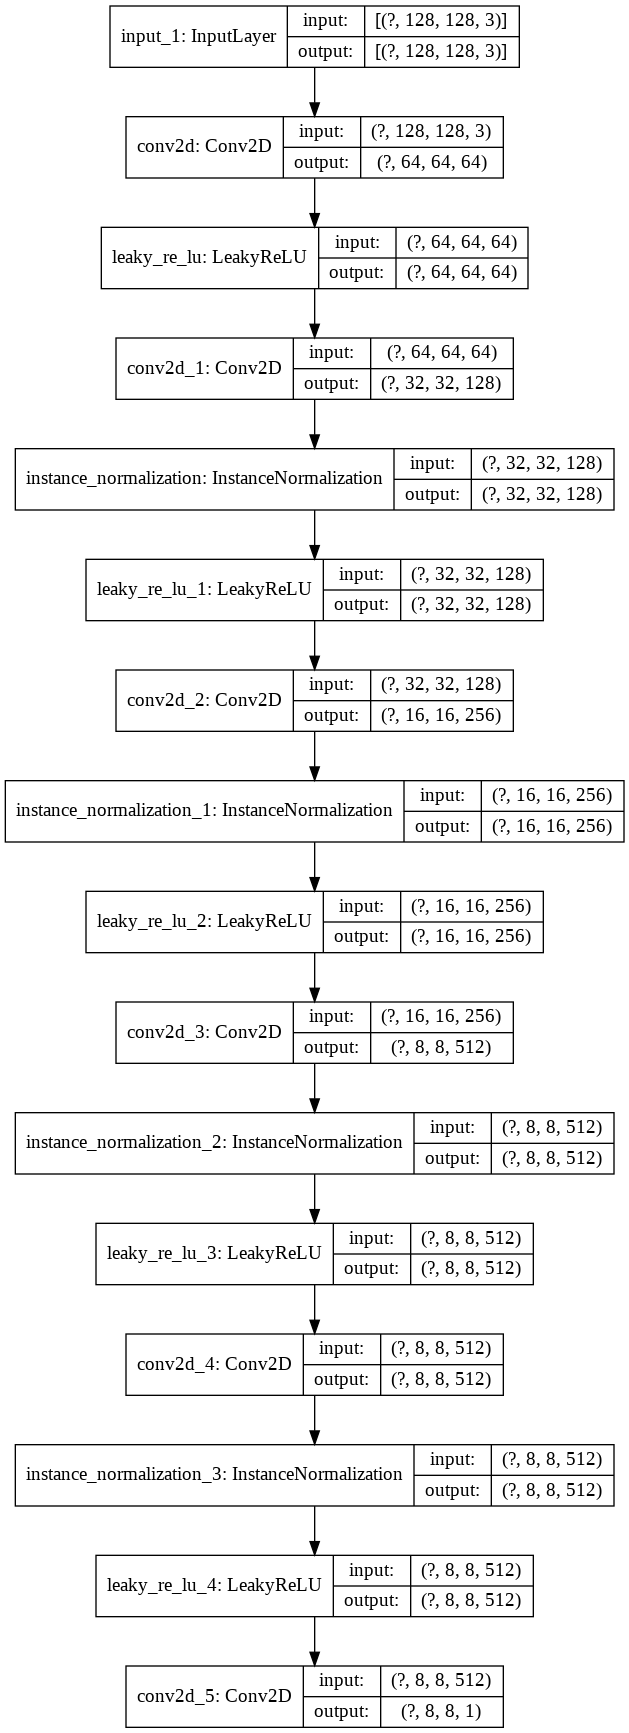 input_1: InputLayer
input: [(?, 128, 128, 3)]
output: [(?, 128, 128, 3)]
conv2d: Conv2D
input: (?, 128, 128, 3)
output: (?, 64, 64, 64)
leaky_re_lu: LeakyReLU
input: (?, 64, 64, 64)
output: (?, 64, 64, 64)
conv2d_1: Conv2D
input: (?, 64, 64, 64)
output: (?, 32, 32, 128)
instance_normalization: InstanceNormalization
input: (?, 32, 32, 128)
output: (?, 32, 32, 128)
leaky_re_lu_1: LeakyReLU
input: (?, 32, 32, 128)
output: (?, 32, 32, 128)
conv2d_2: Conv2D
input: (?, 32, 32, 128)
output: (?, 16, 16, 256)
instance_normalization_1: InstanceNormalization
input: (?, 16, 16, 256)
output: (?, 16, 16, 256)
leaky_re_lu_2: LeakyReLU
input: (?, 16, 16, 256)
output: (?, 16, 16, 256)
conv2d_3: Conv2D
input: (?, 16, 16, 256)
output: (?, 8, 8, 512)
instance_normalization_2: InstanceNormalization
input: (?, 8, 8, 512)
output: (?, 8, 8, 512)
leaky_re_lu_3: LeakyReLU
input: (?, 8, 8, 512)
output: (?, 8, 8, 512)
conv2d_4: Conv2D
input: (?, 8, 8, 512)
output: (?, 8, 8, 512)
instance_normalization_3: InstanceNormalization
input: (?, 8, 8, 512)
output: (?, 8, 8, 512)
leaky_re_lu_4: LeakyReLU
input: (?, 8, 8, 512)
output: (?, 8, 8, 512)
conv2d_5: Conv2D
input: (?, 8, 8, 512)
output: (?, 8, 8, 1)